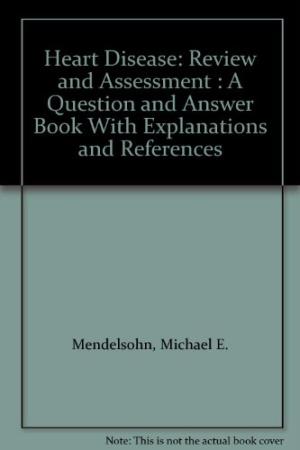 Heart Disease: Review
and Assessment : A
Question and Answer
Book With Explanations
and References
Mendelsohn, Michael E.
Note: This is not the actual book cover